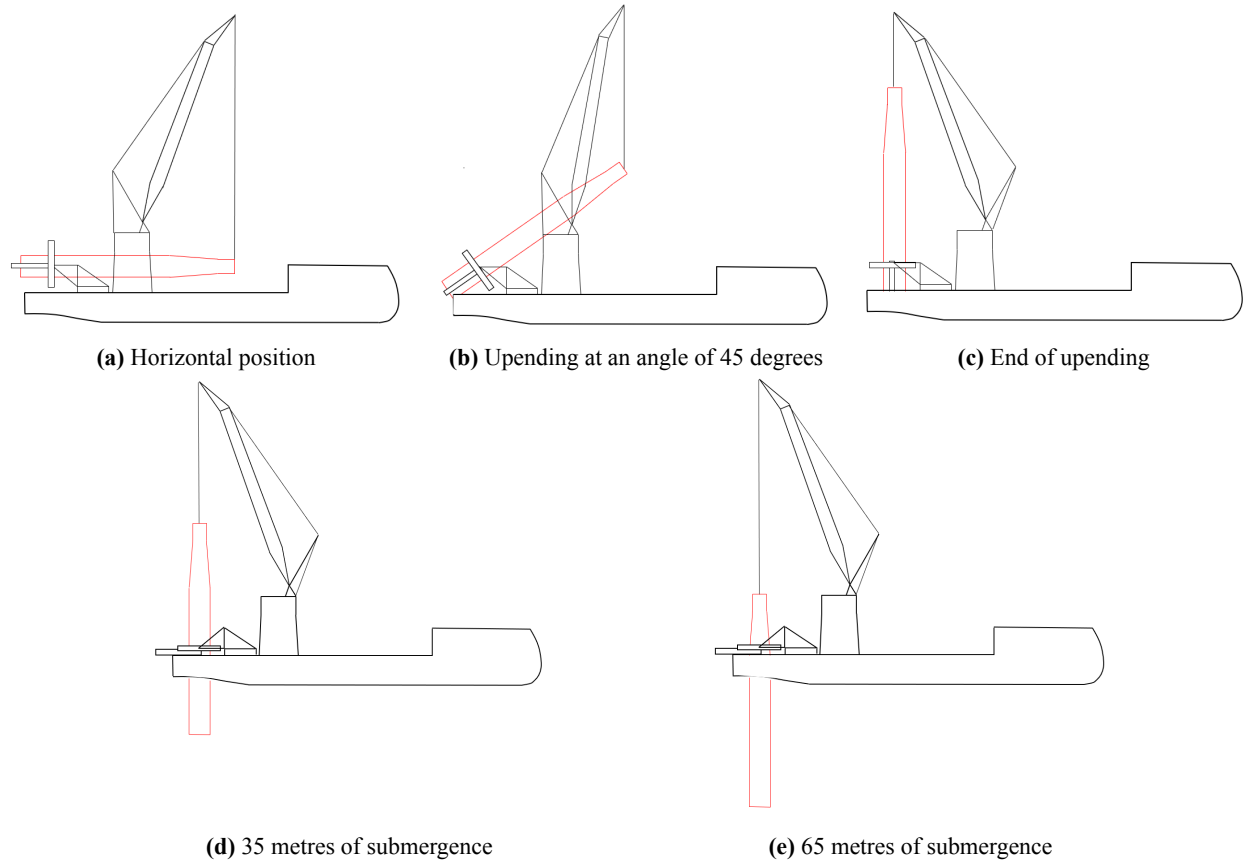 (a) Horizontal position
(b) Upending at an angle of 45 degrees
(c) End of upending
(d) 35 metres of submergence
(e) 65 metres of submergence